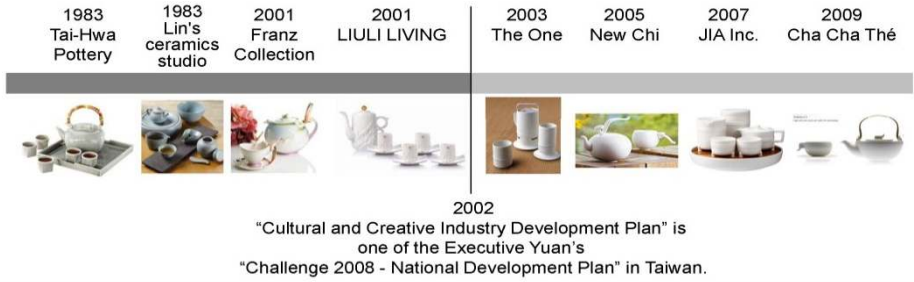 1983
Tai-Hwa
Pottery
1983
Lin's
ceramics
studio
2001
Franz
Collection
2001
LIULI LIVING
2003
The One
2005
New Chi
2007
JIA Inc.
2009
Cha Cha Thé
2002
“Cultural and Creative Industry Development Plan” is
one of the Executive Yuan’s
“Challenge 2008 - National Development Plan” in Taiwan.